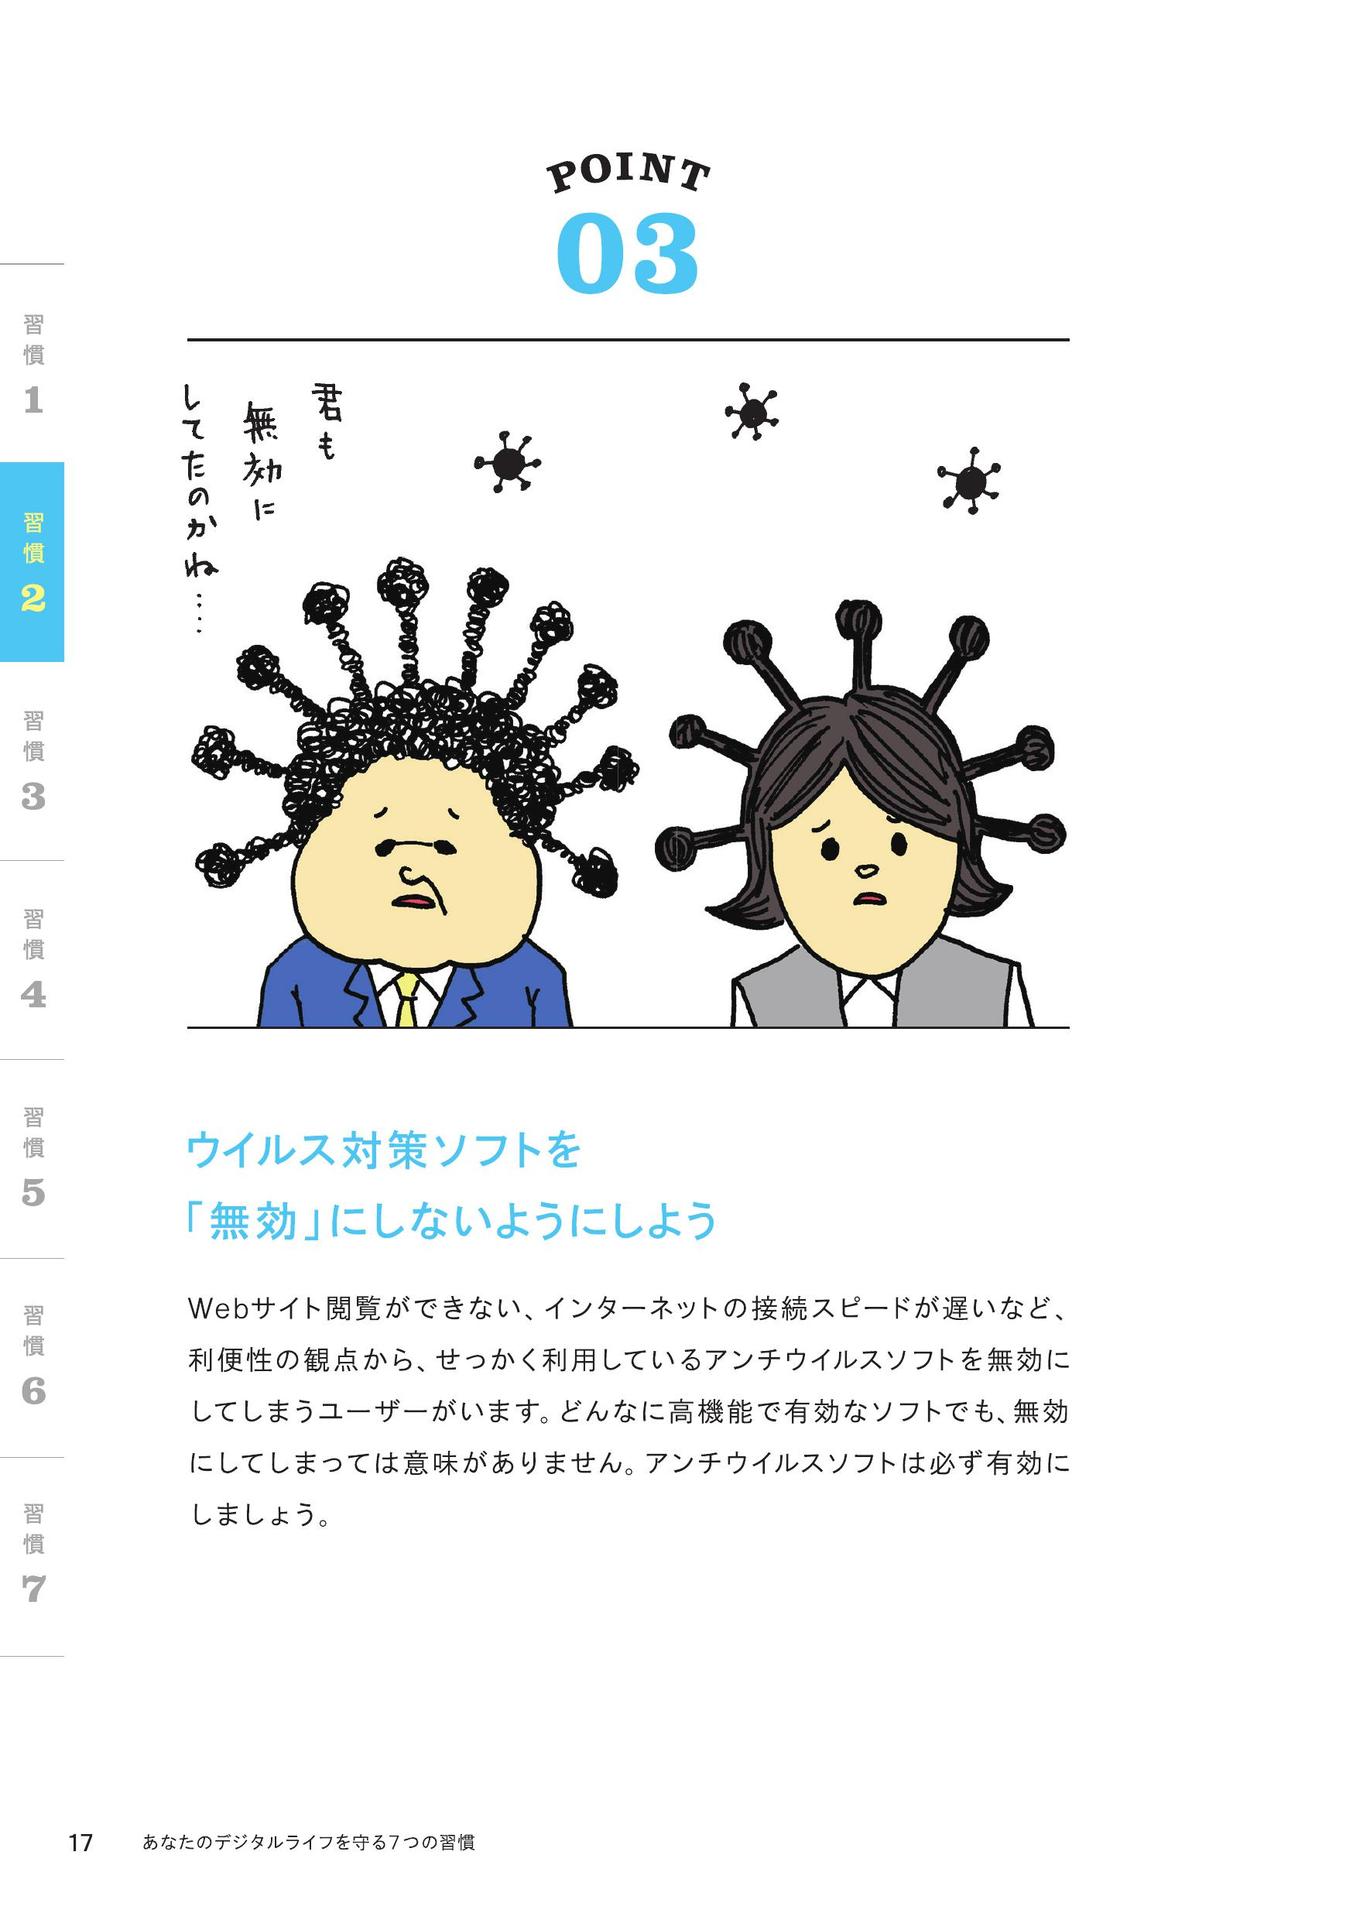 POINT
03
君も
無効に
してたのかね……
ウイルス対策ソフトを
「無効」にしないようにしよう
Webサイト閲覧ができない、インターネットの接続スピードが遅いなど、
利便性の観点から、せっかく利用しているアンチウイルスソフトを無効に
してしまうユーザーがいます。どんなに高機能で有効なソフトでも、無効
にしてしまっては意味がありません。アンチウイルスソフトは必ず有効に
しましょう。
習慣1
習慣2
習慣3
習慣4
習慣5
習慣6
習慣7
17 あなたのデジタルライフを守る7つの習慣